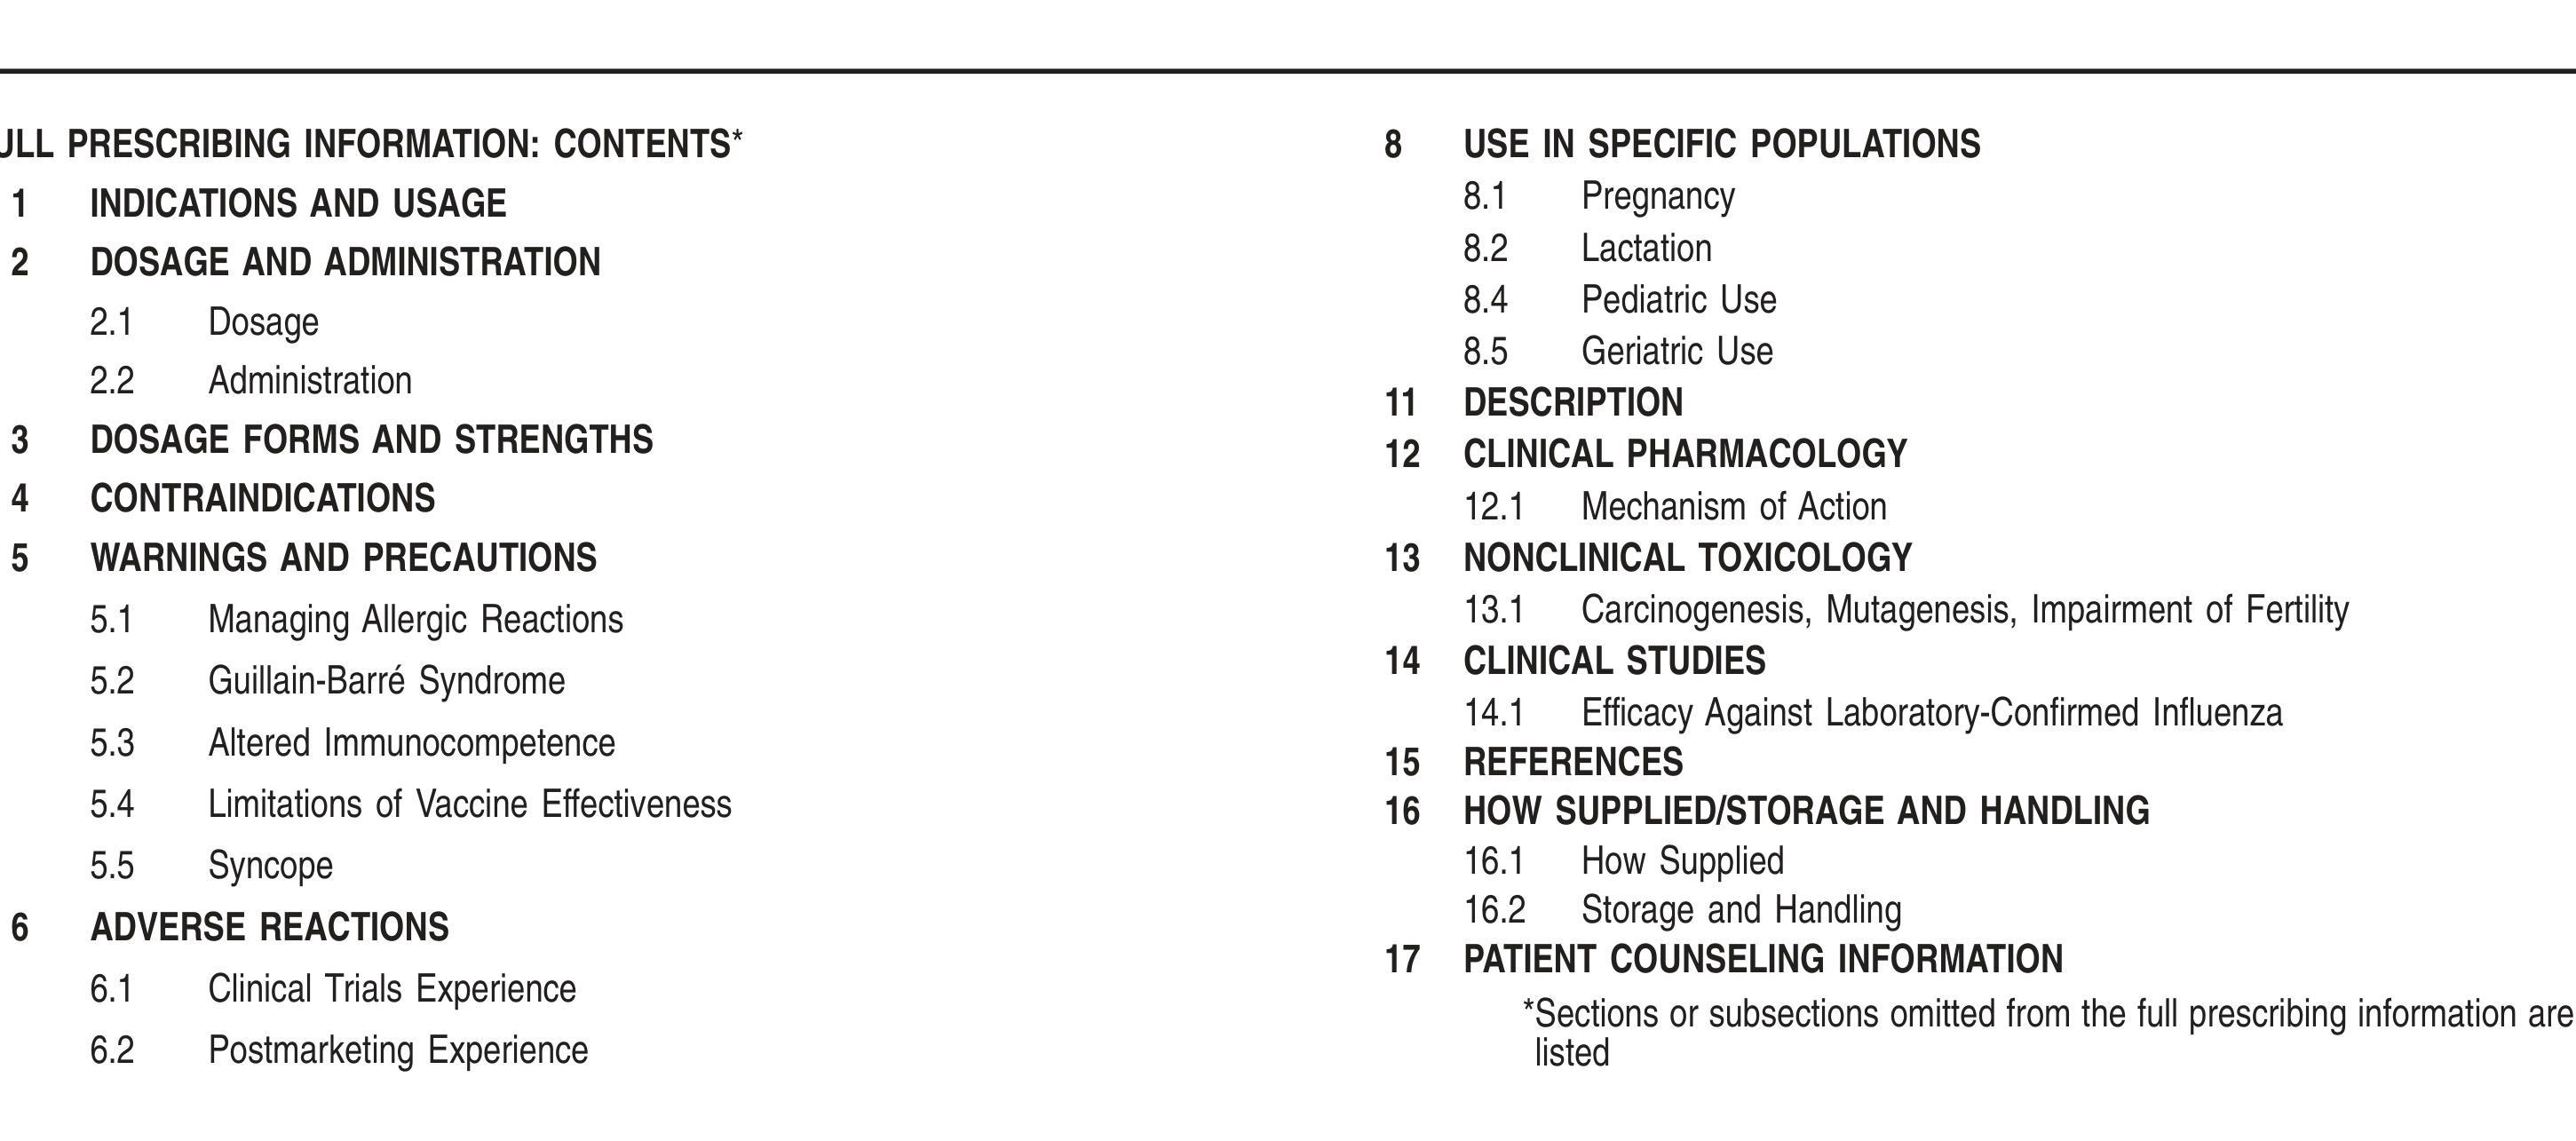 ULL PRESCRIBING INFORMATION: CONTENTS*
1 INDICATIONS AND USAGE
2 DOSAGE AND ADMINISTRATION
2.1 Dosage
2.2 Administration
3 DOSAGE FORMS AND STRENGTHS
4 CONTRAINDICATIONS
5 WARNINGS AND PRECAUTIONS
5.1 Managing Allergic Reactions
5.2 Guillain-Barré Syndrome
5.3 Altered Immunocompetence
5.4 Limitations of Vaccine Effectiveness
5.5 Syncope
6 ADVERSE REACTIONS
6.1 Clinical Trials Experience
6.2 Postmarketing Experience
8 USE IN SPECIFIC POPULATIONS
8.1 Pregnancy
8.2 Lactation
8.4 Pediatric Use
8.5 Geriatric Use
11 DESCRIPTION
12 CLINICAL PHARMACOLOGY
12.1 Mechanism of Action
13 NONCLINICAL TOXICOLOGY
13.1 Carcinogenesis, Mutagenesis, Impairment of Fertility
14 CLINICAL STUDIES
14.1 Efficacy Against Laboratory-Confirmed Influenza
15 REFERENCES
16 HOW SUPPLIED/STORAGE AND HANDLING
16.1 How Supplied
16.2 Storage and Handling
17 PATIENT COUNSELING INFORMATION
*Sections or subsections omitted from the full prescribing information are
listed